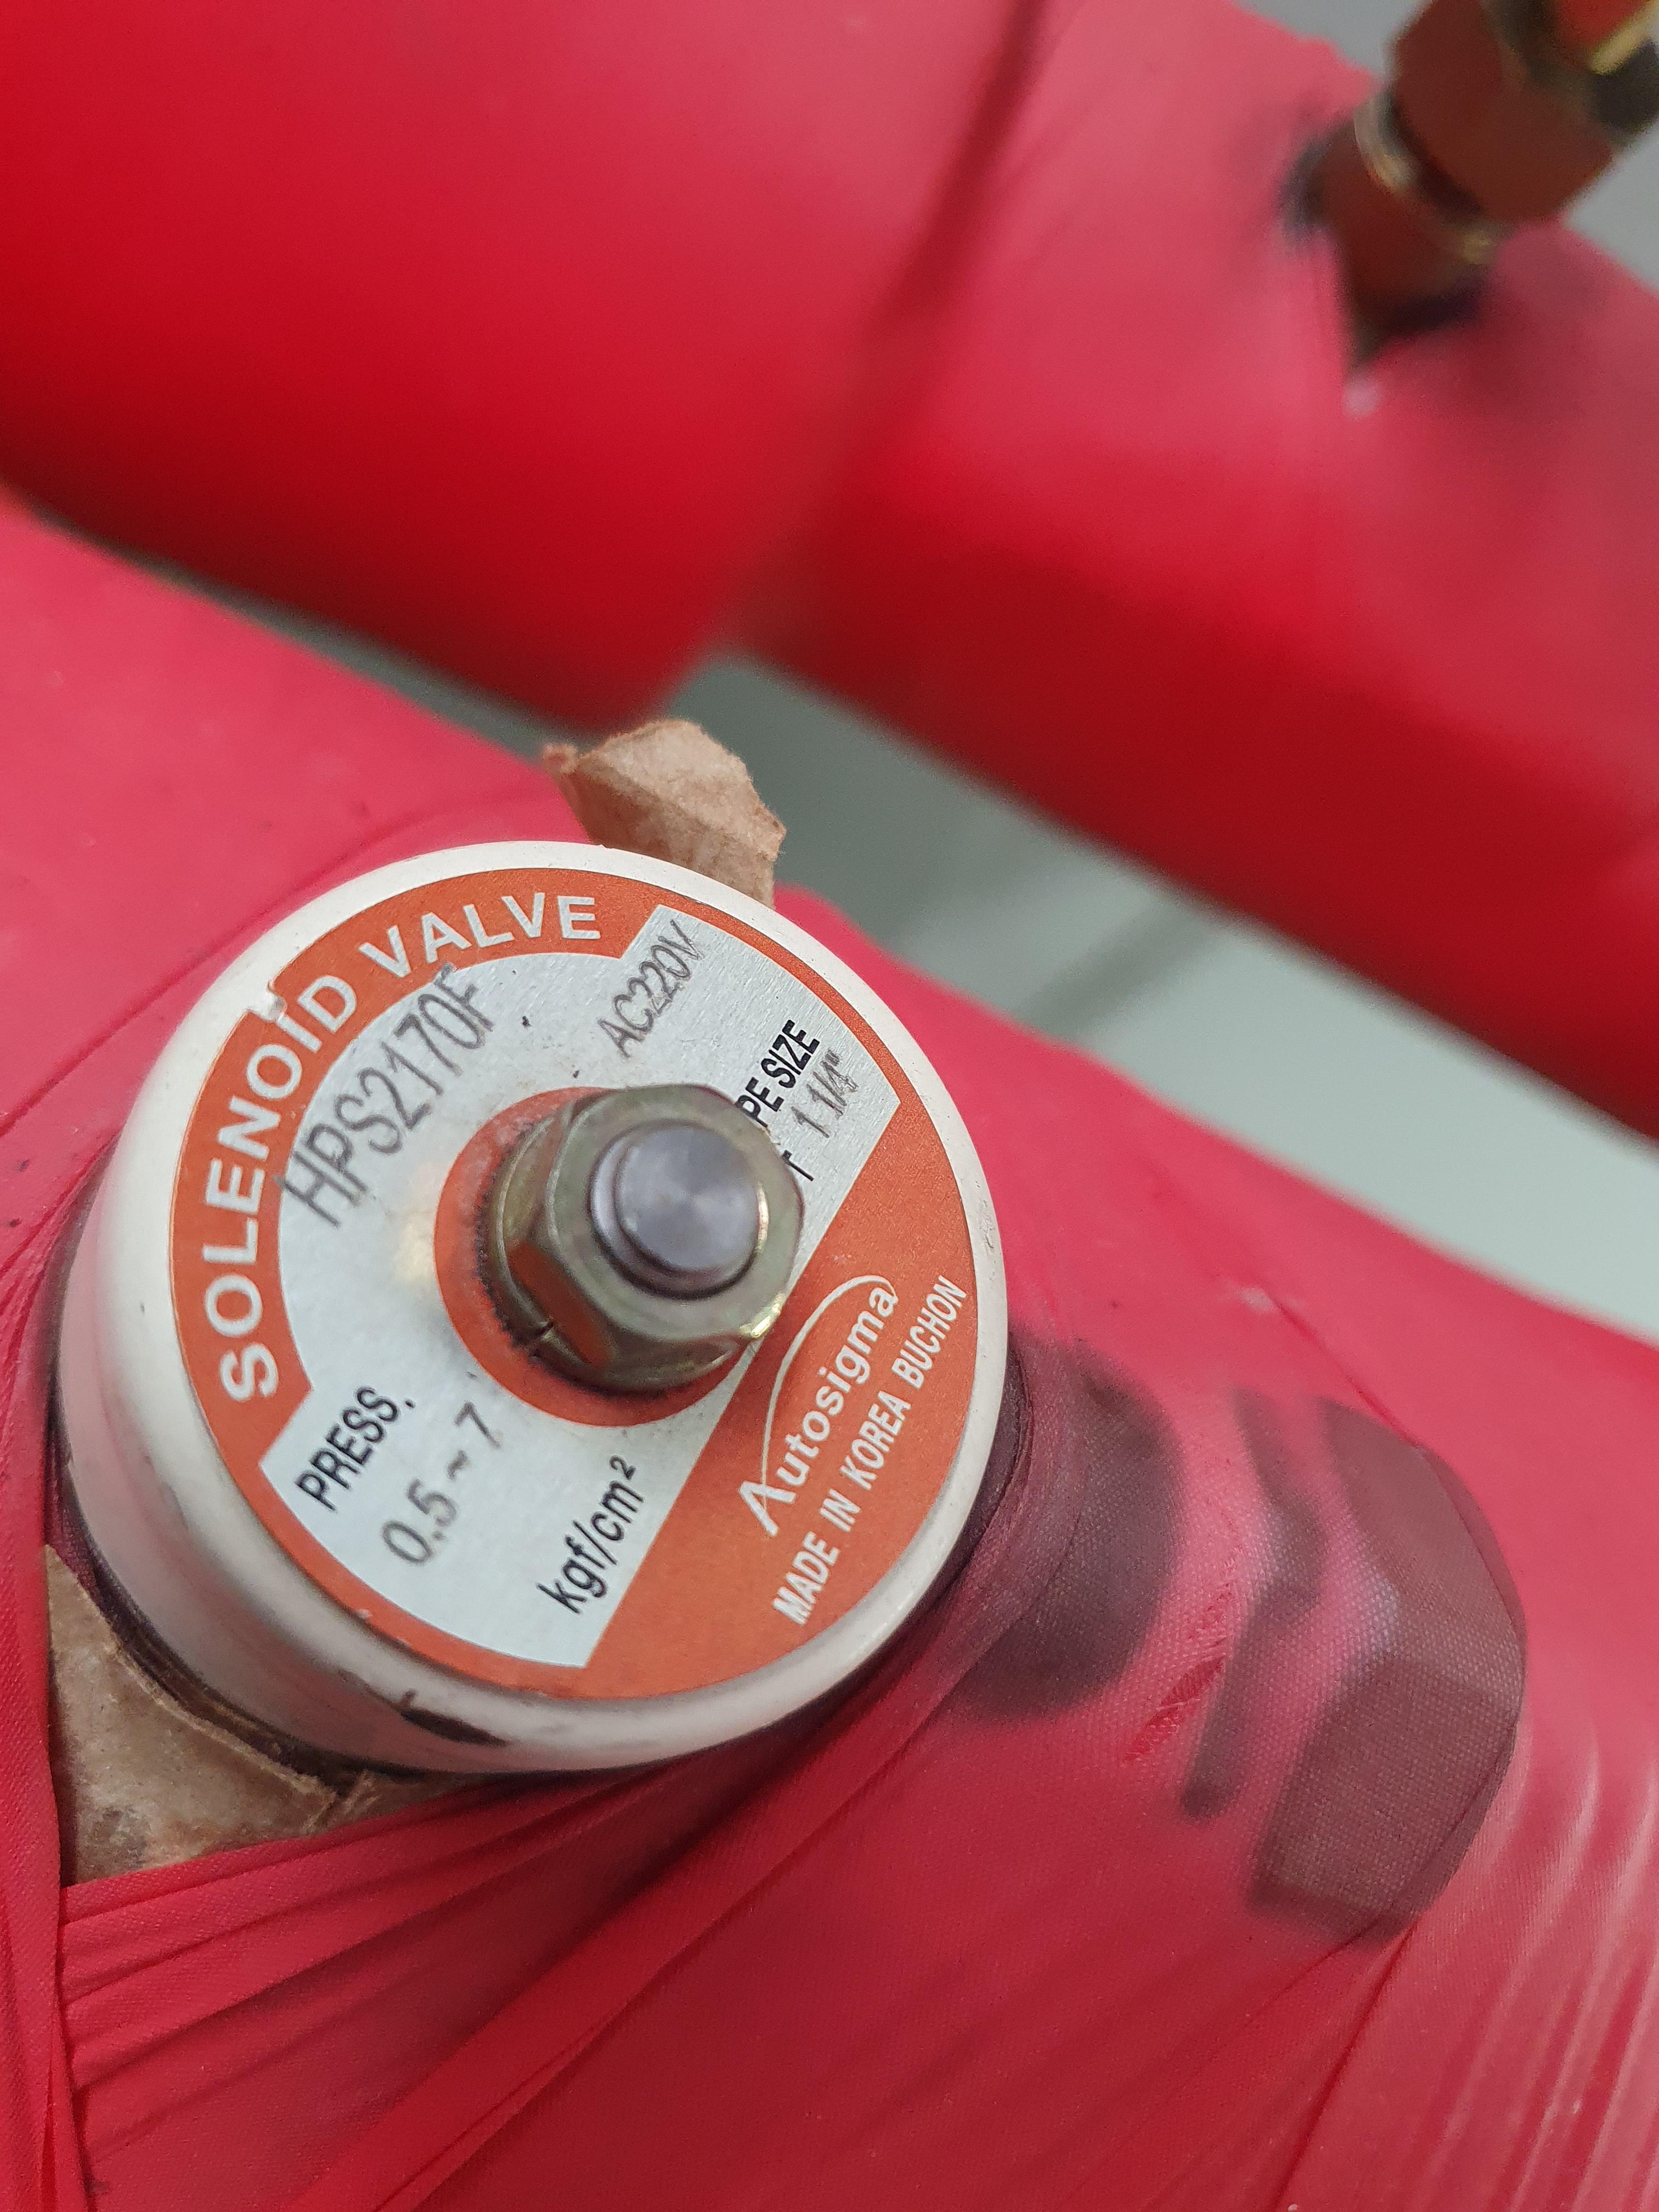 SOLENOID VALVE
HPS2170F
AC220V
PE SIZE
1 1/4"
PRESS.
0.5~7
kgf/cm²
Autosigma
MADE IN KOREA BUCHON